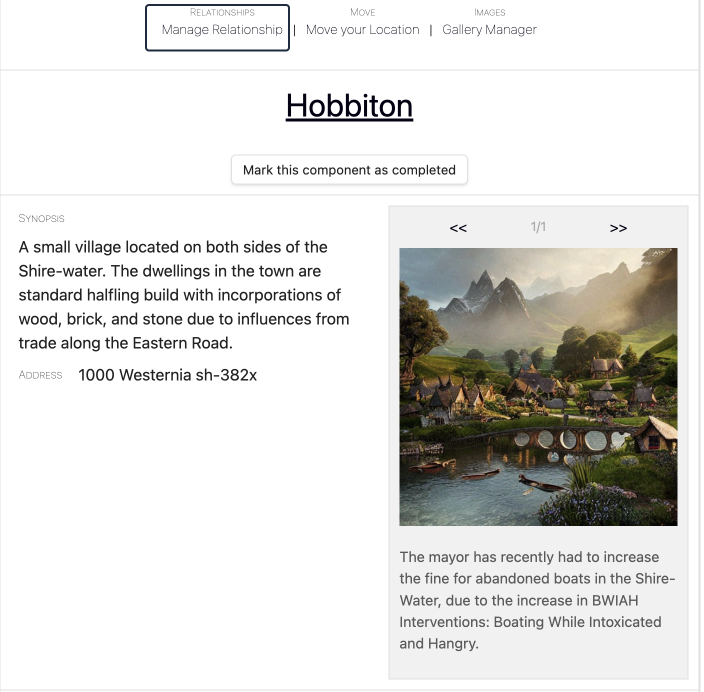 Relationships Move Images
Manage Relationship | Move your Location | Gallery Manager
Hobbiton
Mark this component as completed
Synopsis
A small village located on both sides of the
Shire-water. The dwellings in the town are
standard halfling build with incorporations of
wood, brick, and stone due to influences from
trade along the Eastern Road.
Address 1000 Westernia sh-382x
<< 1/1 >>
The mayor has recently had to increase
the fine for abandoned boats in the Shire-
Water, due to the increase in BWIAH
Interventions: Boating While Intoxicated
and Hangry.